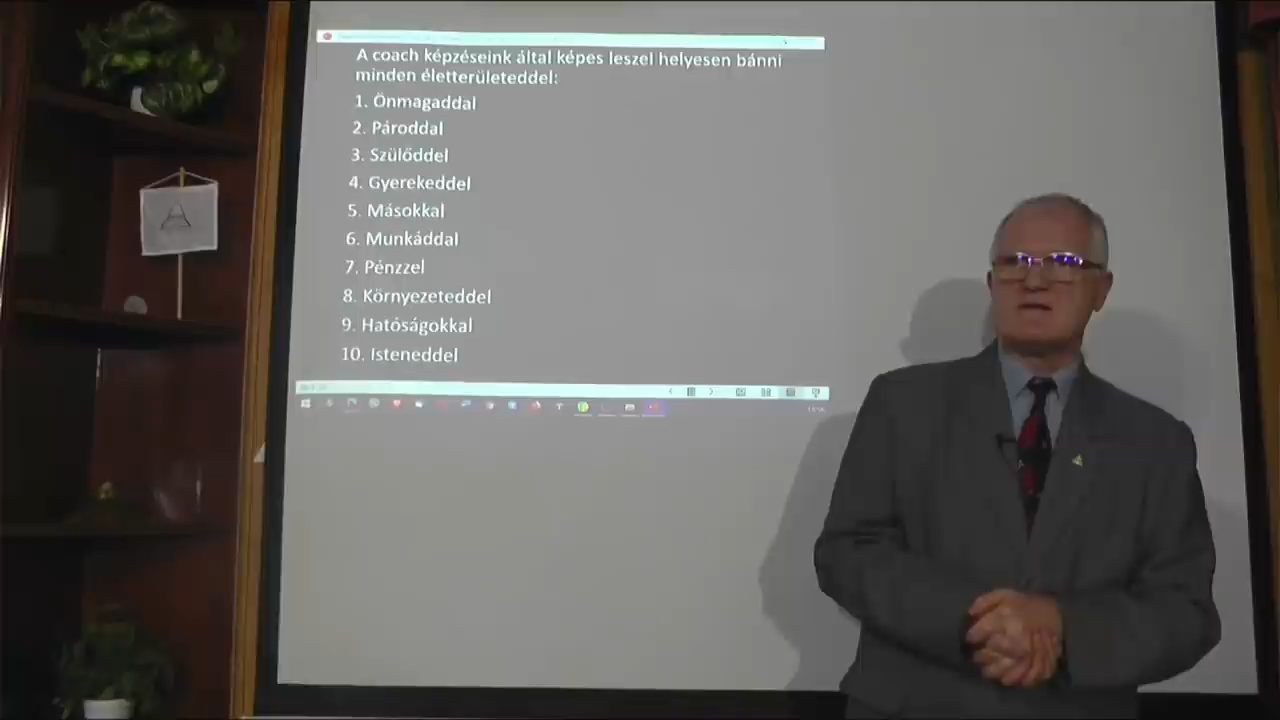 A coach képzéseink által képes leszel helyesen bánni
minden életterületeddel:
1. Önmagaddal
2. Pároddal
3. Szülőddel
4. Gyerekeddel
5. Másokkal
6. Munkáddal
7. Pénzzel
8. Környezeteddel
9. Hatóságokkal
10. Isteneddel